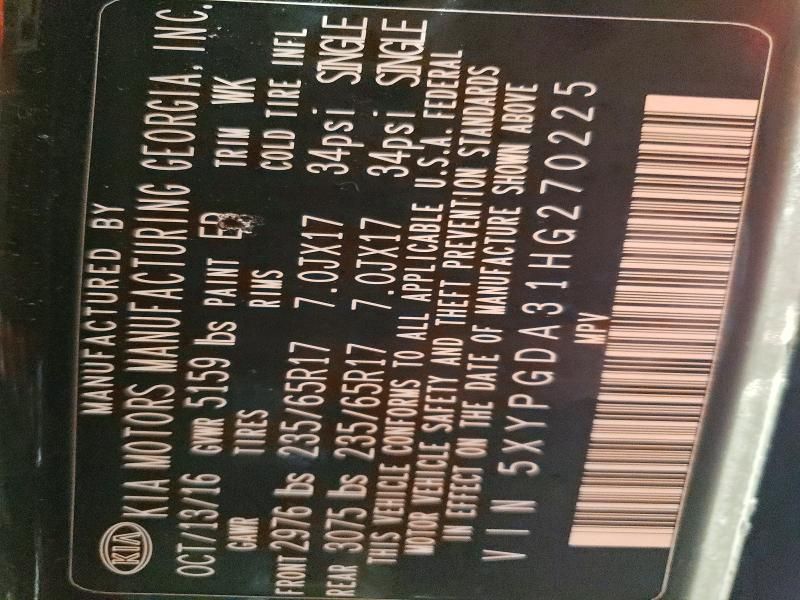 MANUFACTURED BY
KIA KIA MOTORS MANUFACTURING GEORGIA, INC.
OCT/13/16 GVWR 5159 lbs PAINT TRIM WK
GAWR TIRES RIMS COLD TIRE INFL
FRONT 2976 lbs 235/65R17 7.0JX17 34psi SINGLE
REAR 3075 lbs 235/65R17 7.0JX17 34psi SINGLE
THIS VEHICLE CONFORMS TO ALL APPLICABLE U.S.A. FEDERAL
MOTOR VEHICLE SAFETY AND THEFT PREVENTION STANDARDS
IN EFFECT ON THE DATE OF MANUFACTURE SHOWN ABOVE
VIN 5XYPGDA31HG270225
MPV